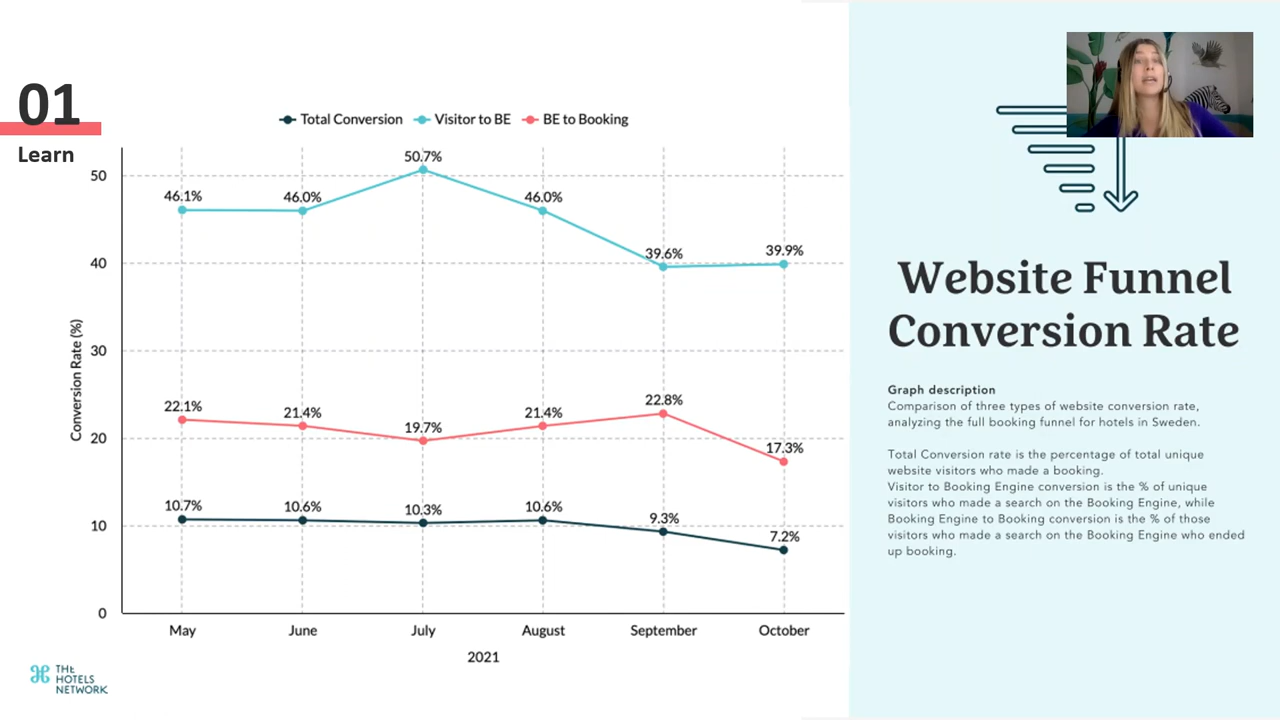 01
Learn
Total Conversion Visitor to BE BE to Booking
Conversion Rate (%)
50
40
30
20
10
0
46.1% 46.0% 50.7% 46.0% 39.6% 39.9%
22.1% 21.4% 19.7% 21.4% 22.8% 17.3%
10.7% 10.6% 10.3% 10.6% 9.3% 7.2%
May June July August September October
2021
THE
HOTELS
NETWORK
Website Funnel
Conversion Rate
Graph description
Comparison of three types of website conversion rate,
analyzing the full booking funnel for hotels in Sweden.
Total Conversion rate is the percentage of total unique
website visitors who made a booking.
Visitor to Booking Engine conversion is the % of unique
visitors who made a search on the Booking Engine, while
Booking Engine to Booking conversion is the % of those
visitors who made a search on the Booking Engine who ended
up booking.